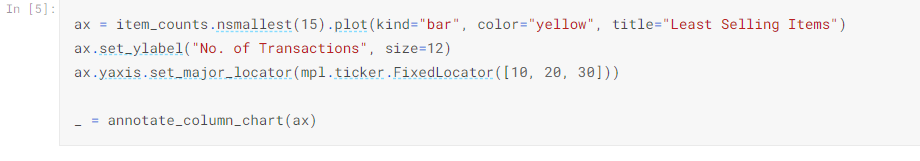 In [5]:
ax = item_counts.nsmallest(15).plot(kind="bar", color="yellow", title="Least Selling Items")
ax.set_ylabel("No. of Transactions", size=12)
ax.yaxis.set_major_locator(mpl.ticker.FixedLocator([10, 20, 30]))
_ = annotate_column_chart(ax)